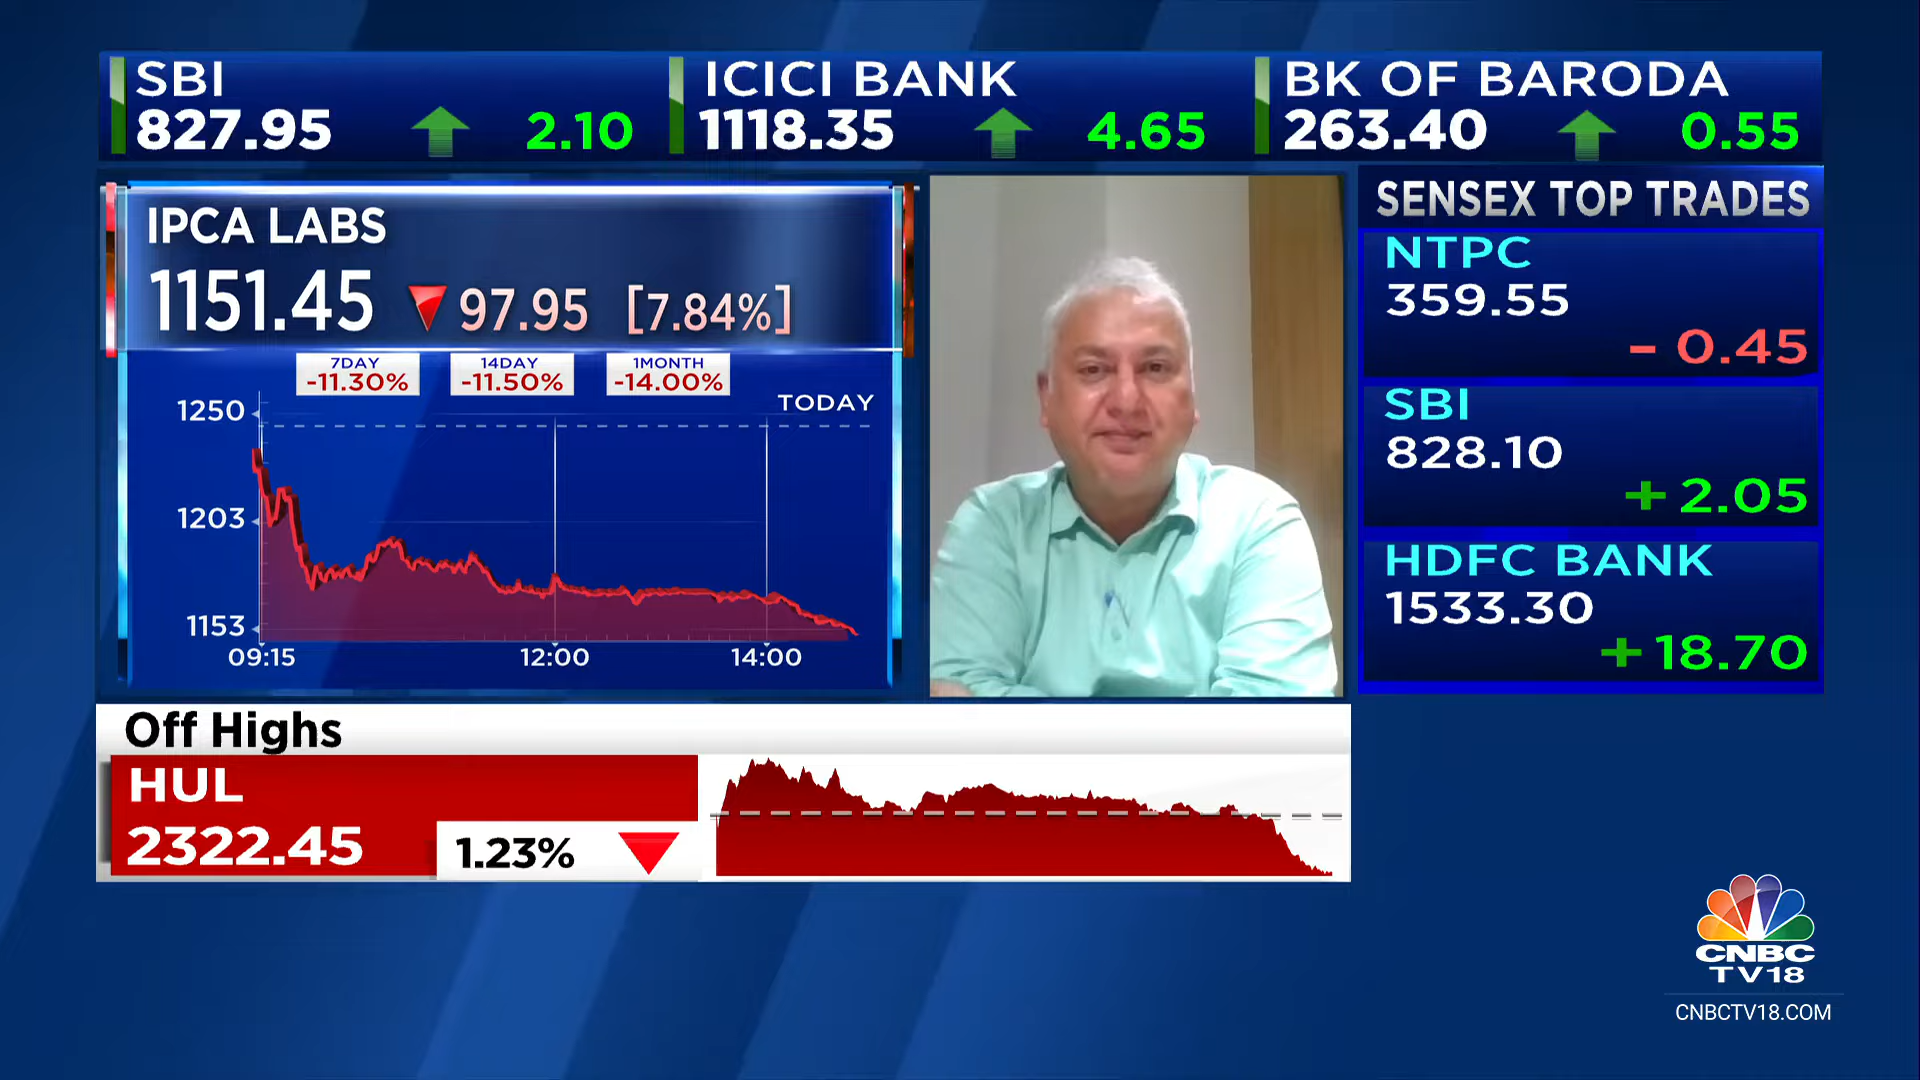 SBI
827.95 2.10
ICICI BANK
1118.35 4.65
BK OF BARODA
263.40 0.55
IPCA LABS
1151.45 97.95 [7.84%]
7DAY
-11.30%
14DAY
-11.50%
1MONTH
-14.00%
TODAY
1250
1203
1153
09:15 12:00 14:00
SENSEX TOP TRADES
NTPC
359.55
- 0.45
SBI
828.10
+ 2.05
HDFC BANK
1533.30
+ 18.70
Off Highs
HUL
2322.45
1.23%
CNBC
TV18
CNBCTV18.COM